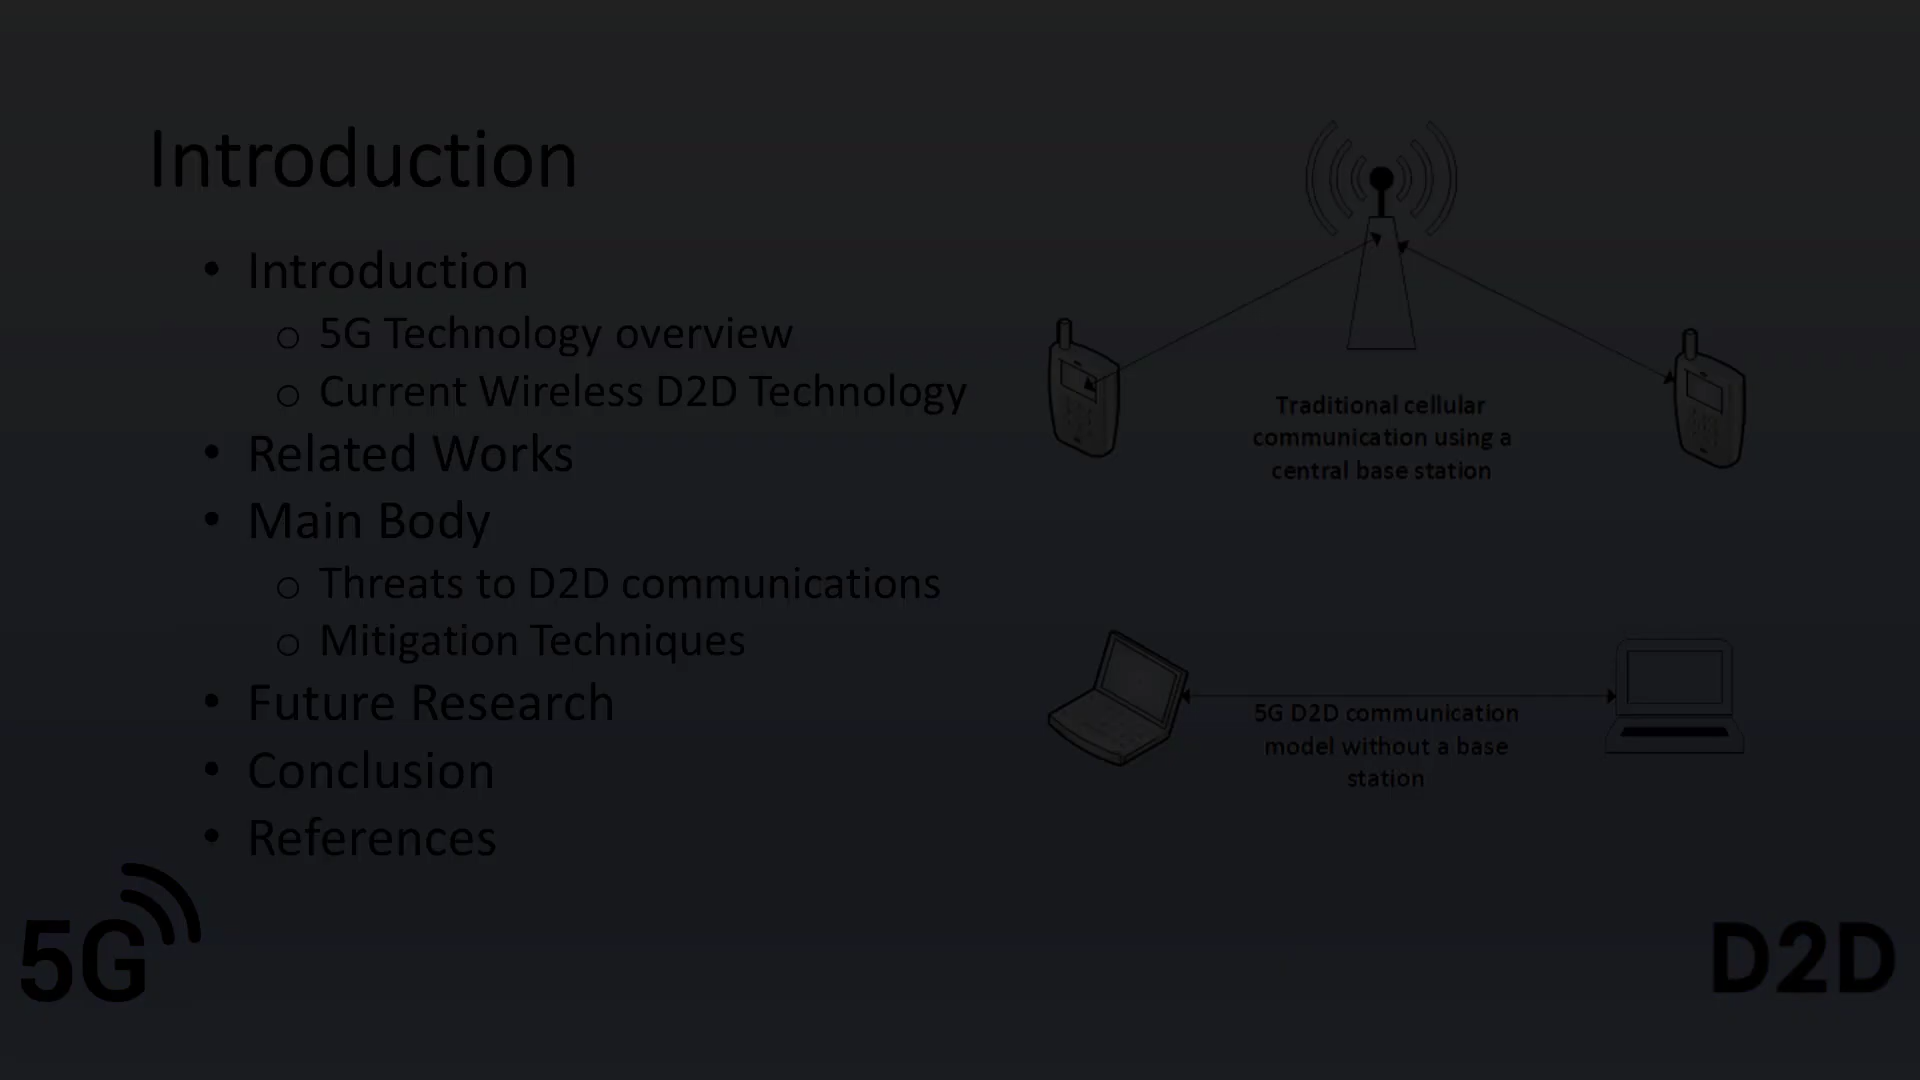 Introduction
• Introduction
o 5G Technology overview
o Current Wireless D2D Technology
• Related Works
• Main Body
o Threats to D2D communications
o Mitigation Techniques
• Future Research
• Conclusion
• References
Traditional cellular
communication using a
central base station
5G D2D communication
model without a base
station
5G
D2D